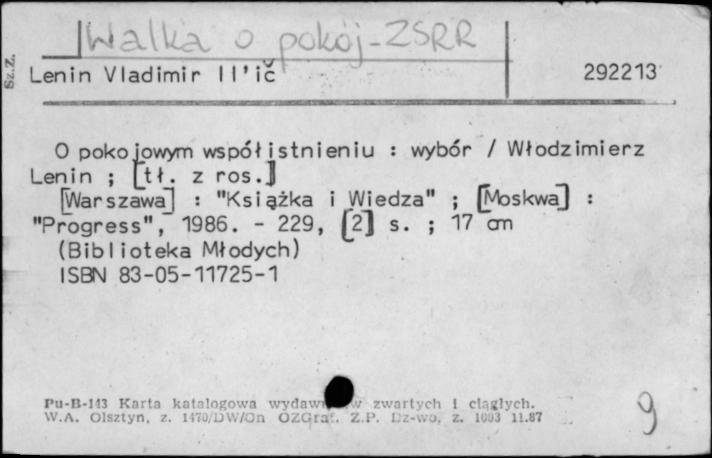 Walka o pokój-ZSRR
Sz.Z.
Lenin Vladimir Il'ič 292213
O pokojowym współistnieniu : wybór / Włodzimierz
Lenin ; [tł. z ros.]
[Warszawa] : "Książka i Wiedza" ; [Moskwa] :
"Progress", 1986. - 229, [2] s. ; 17 cm
(Biblioteka Młodych)
ISBN 83-05-11725-1
Pu-B-143 Karta katalogowa zwartych i ciągłych.
W.A. Olsztyn, z. 1470/DW/On OZGraf. Z.P. Dz-wo, z. 1003 11.87
9